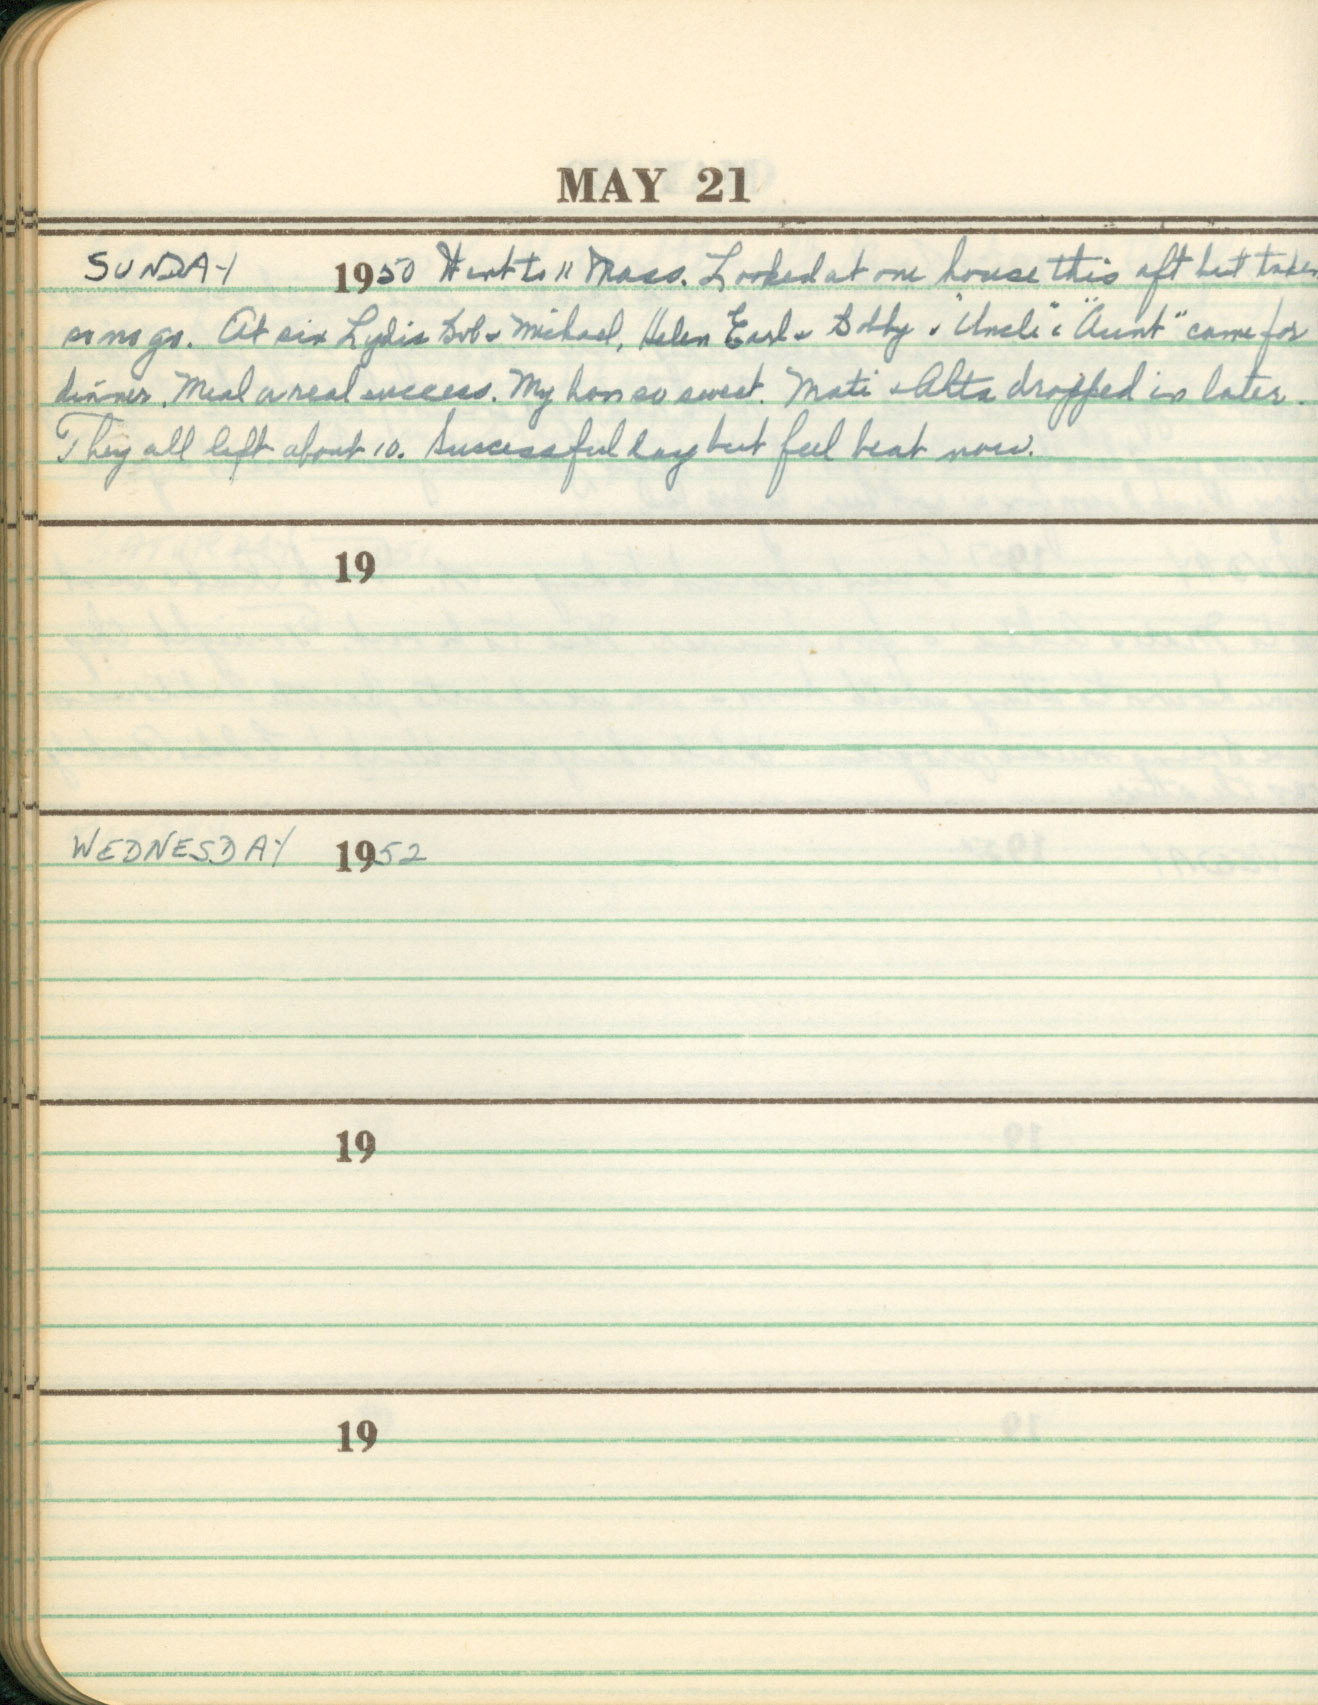 MAY 21
SUNDAY 1950 Went to 11 Mass. Looked at one house this aft but taken
so no go. At six Lydia Bob & Michael, Helen Earl & Bobby & "Uncle" & "Aunt" came for
dinner. Meal a real success. My hon so sweet. Mati & Alta dropped in later.
They all left about 10. Successful day but feel beat now.
19
WEDNESDAY 1952
19
19